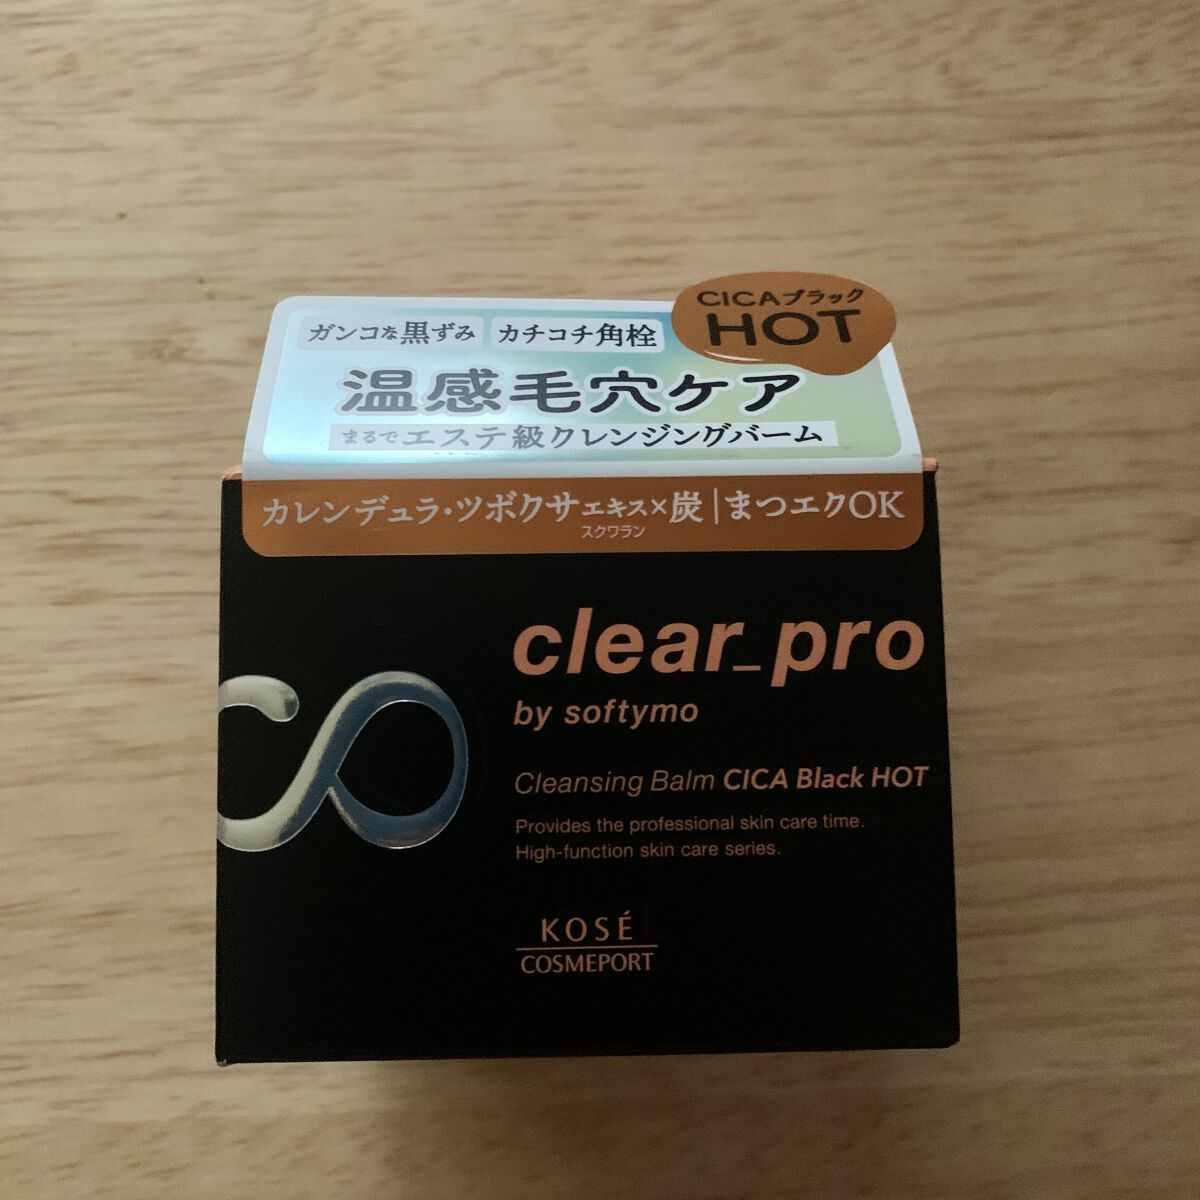 CICAブラック
HOT
ガンコな黒ずみ カチコチ角栓
温感毛穴ケア
まるでエステ級クレンジングバーム
カレンデュラ・ツボクサエキス×炭|まつエクOK
スクワラン
clear_pro
by softymo
Cleansing Balm CICA Black HOT
Provides the professional skin care time.
High-function skin care series.
KOSÉ
COSMEPORT